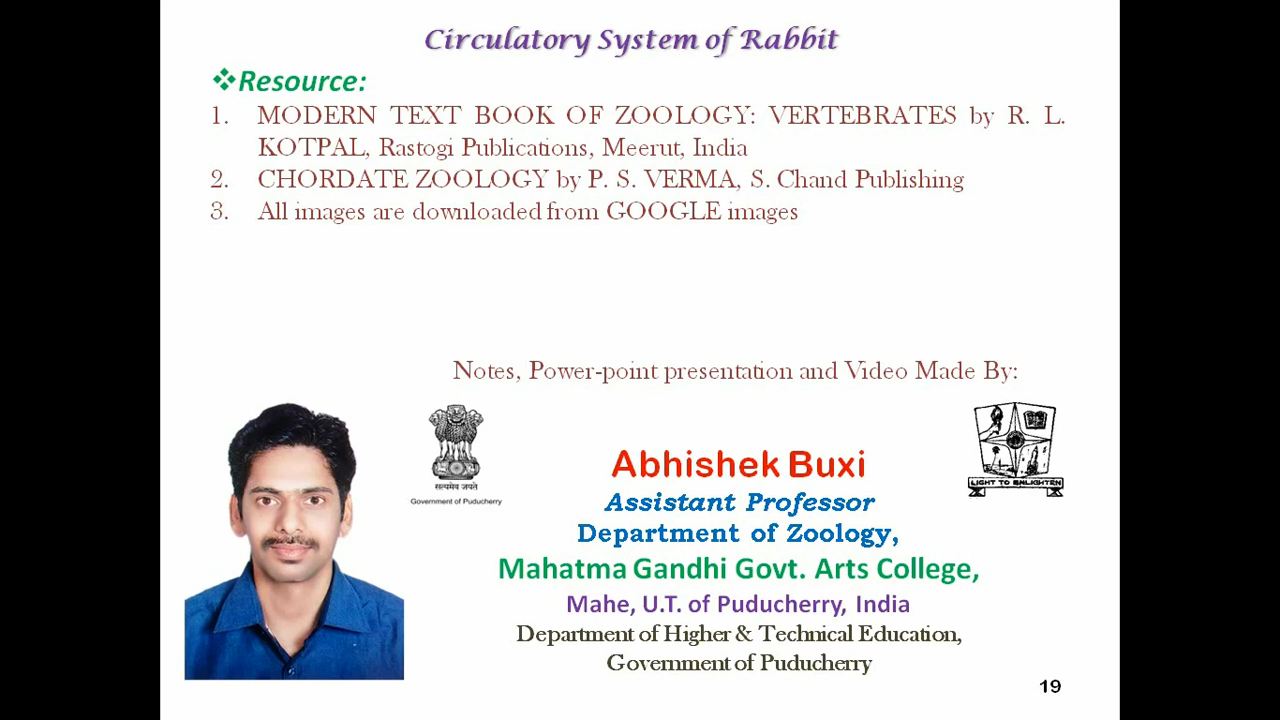 Circulatory System of Rabbit
❖Resource:
1. MODERN TEXT BOOK OF ZOOLOGY: VERTEBRATES by R. L.
KOTPAL, Rastogi Publications, Meerut, India
2. CHORDATE ZOOLOGY by P. S. VERMA, S. Chand Publishing
3. All images are downloaded from GOOGLE images
Notes, Power-point presentation and Video Made By:
सत्यमेव जयते
Government of Puducherry
LIGHT TO ENLIGHTEN
Abhishek Buxi
Assistant Professor
Department of Zoology,
Mahatma Gandhi Govt. Arts College,
Mahe, U.T. of Puducherry, India
Department of Higher & Technical Education,
Government of Puducherry
19